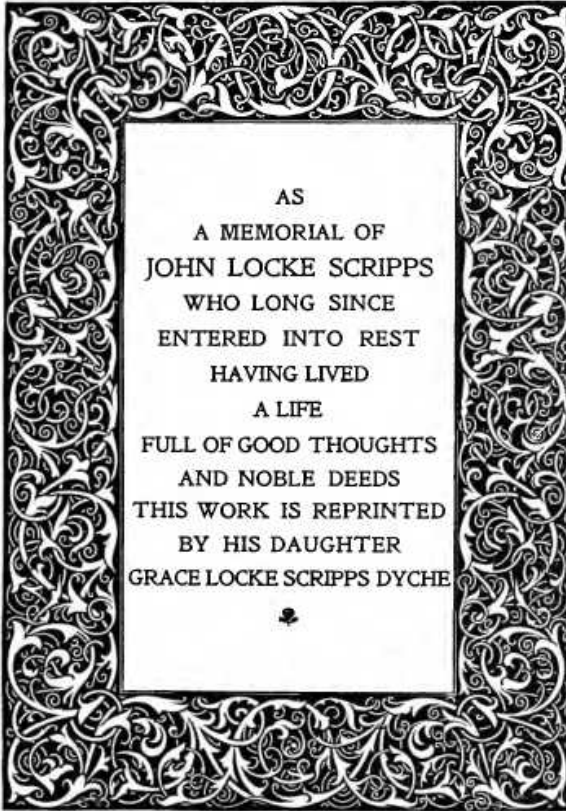 AS
A MEMORIAL OF
JOHN LOCKE SCRIPPS
WHO LONG SINCE
ENTERED INTO REST
HAVING LIVED
A LIFE
FULL OF GOOD THOUGHTS
AND NOBLE DEEDS
THIS WORK IS REPRINTED
BY HIS DAUGHTER
GRACE LOCKE SCRIPPS DYCHE